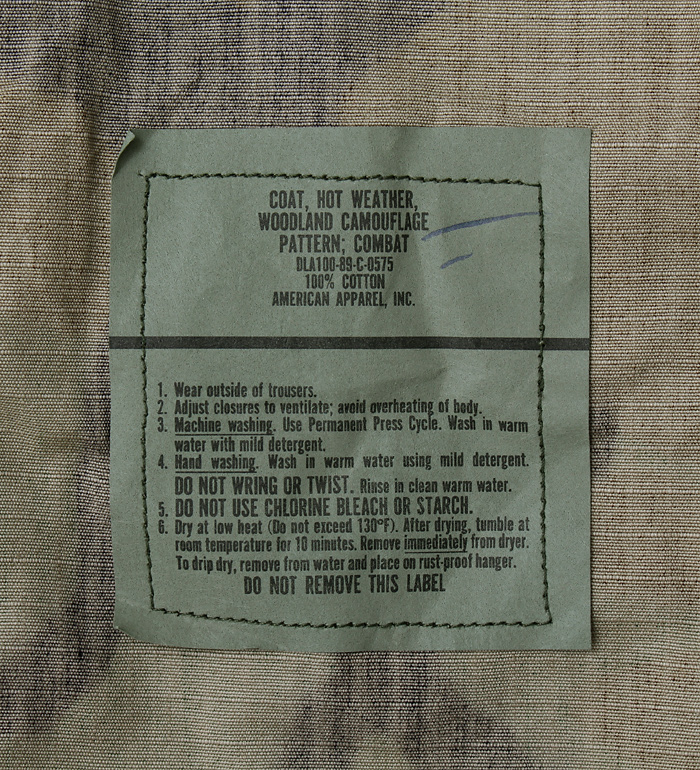 COAT, HOT WEATHER,
WOODLAND CAMOUFLAGE
PATTERN; COMBAT
DLA100-89-C-0575
100% COTTON
AMERICAN APPAREL, INC.
1. Wear outside of trousers.
2. Adjust closures to ventilate; avoid overheating of body.
3. Machine washing. Use Permanent Press Cycle. Wash in warm
water with mild detergent.
4. Hand washing. Wash in warm water using mild detergent.
DO NOT WRING OR TWIST. Rinse in clean warm water.
5. DO NOT USE CHLORINE BLEACH OR STARCH.
6. Dry at low heat (Do not exceed 130°F). After drying, tumble at
room temperature for 10 minutes. Remove immediately from dryer.
To drip dry, remove from water and place on rust-proof hanger.
DO NOT REMOVE THIS LABEL